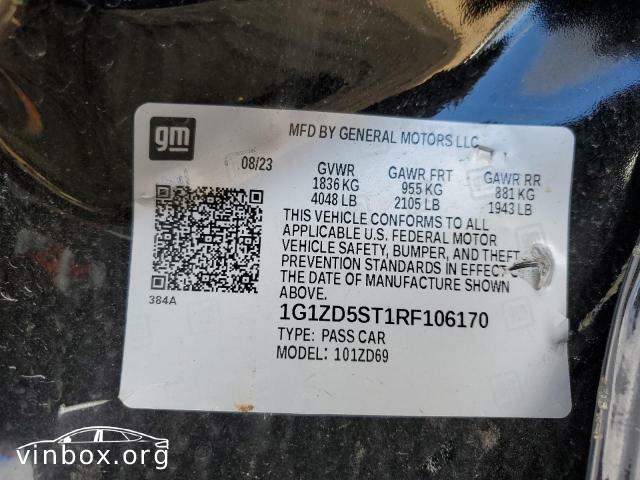 gm
MFD BY GENERAL MOTORS LLC
08/23
GVWR GAWR FRT GAWR RR
1836 KG 955 KG 881 KG
4048 LB 2105 LB 1943 LB
THIS VEHICLE CONFORMS TO ALL
APPLICABLE U.S. FEDERAL MOTOR
VEHICLE SAFETY, BUMPER, AND THEFT
PREVENTION STANDARDS IN EFFECT
THE DATE OF MANUFACTURE SHOWN
ABOVE.
384A
1G1ZD5ST1RF106170
TYPE: PASS CAR
MODEL: 101ZD69
vinbox.org